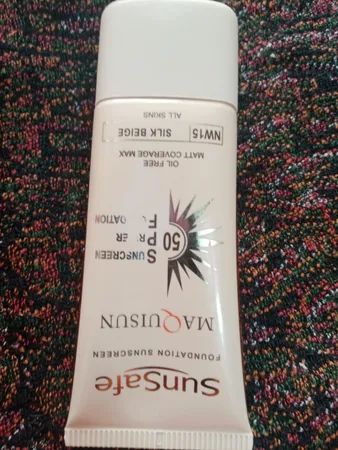 SunSafe
FOUNDATION SUNSCREEN
MAQUISUN
50
SUNSCREEN
OIL FREE
MATT COVERAGE MAX
NW15 SILK BEIGE
ALL SKINS